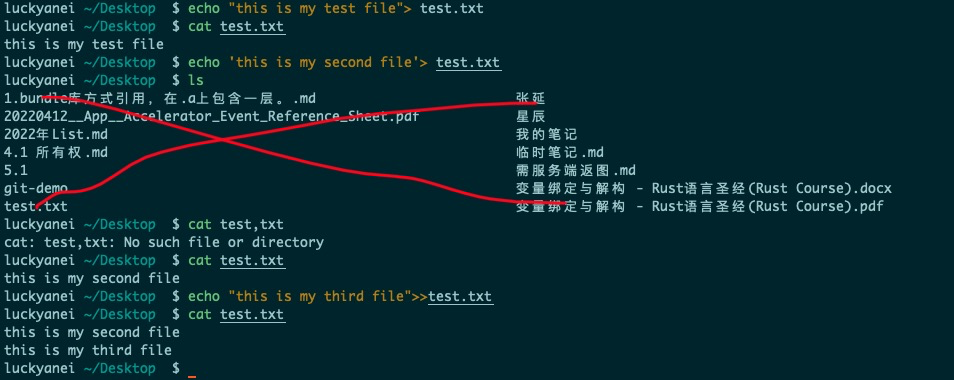 luckyanei ~/Desktop $ echo "this is my test file"> test.txt
luckyanei ~/Desktop $ cat test.txt
this is my test file
luckyanei ~/Desktop $ echo 'this is my second file'> test.txt
luckyanei ~/Desktop $ ls
1.bundle库方式引用，在.a上包含一层。.md 张延
20220412__App__Accelerator_Event_Reference_Sheet.pdf 星辰
2022年List.md 我的笔记
4.1 所有权.md 临时笔记.md
5.1 需服务端返图.md
git-demo 变量绑定与解构 - Rust语言圣经(Rust Course).docx
test.txt 变量绑定与解构 - Rust语言圣经(Rust Course).pdf
luckyanei ~/Desktop $ cat test,txt
cat: test,txt: No such file or directory
luckyanei ~/Desktop $ cat test.txt
this is my second file
luckyanei ~/Desktop $ echo "this is my third file">>test.txt
luckyanei ~/Desktop $ cat test.txt
this is my second file
this is my third file
luckyanei ~/Desktop $